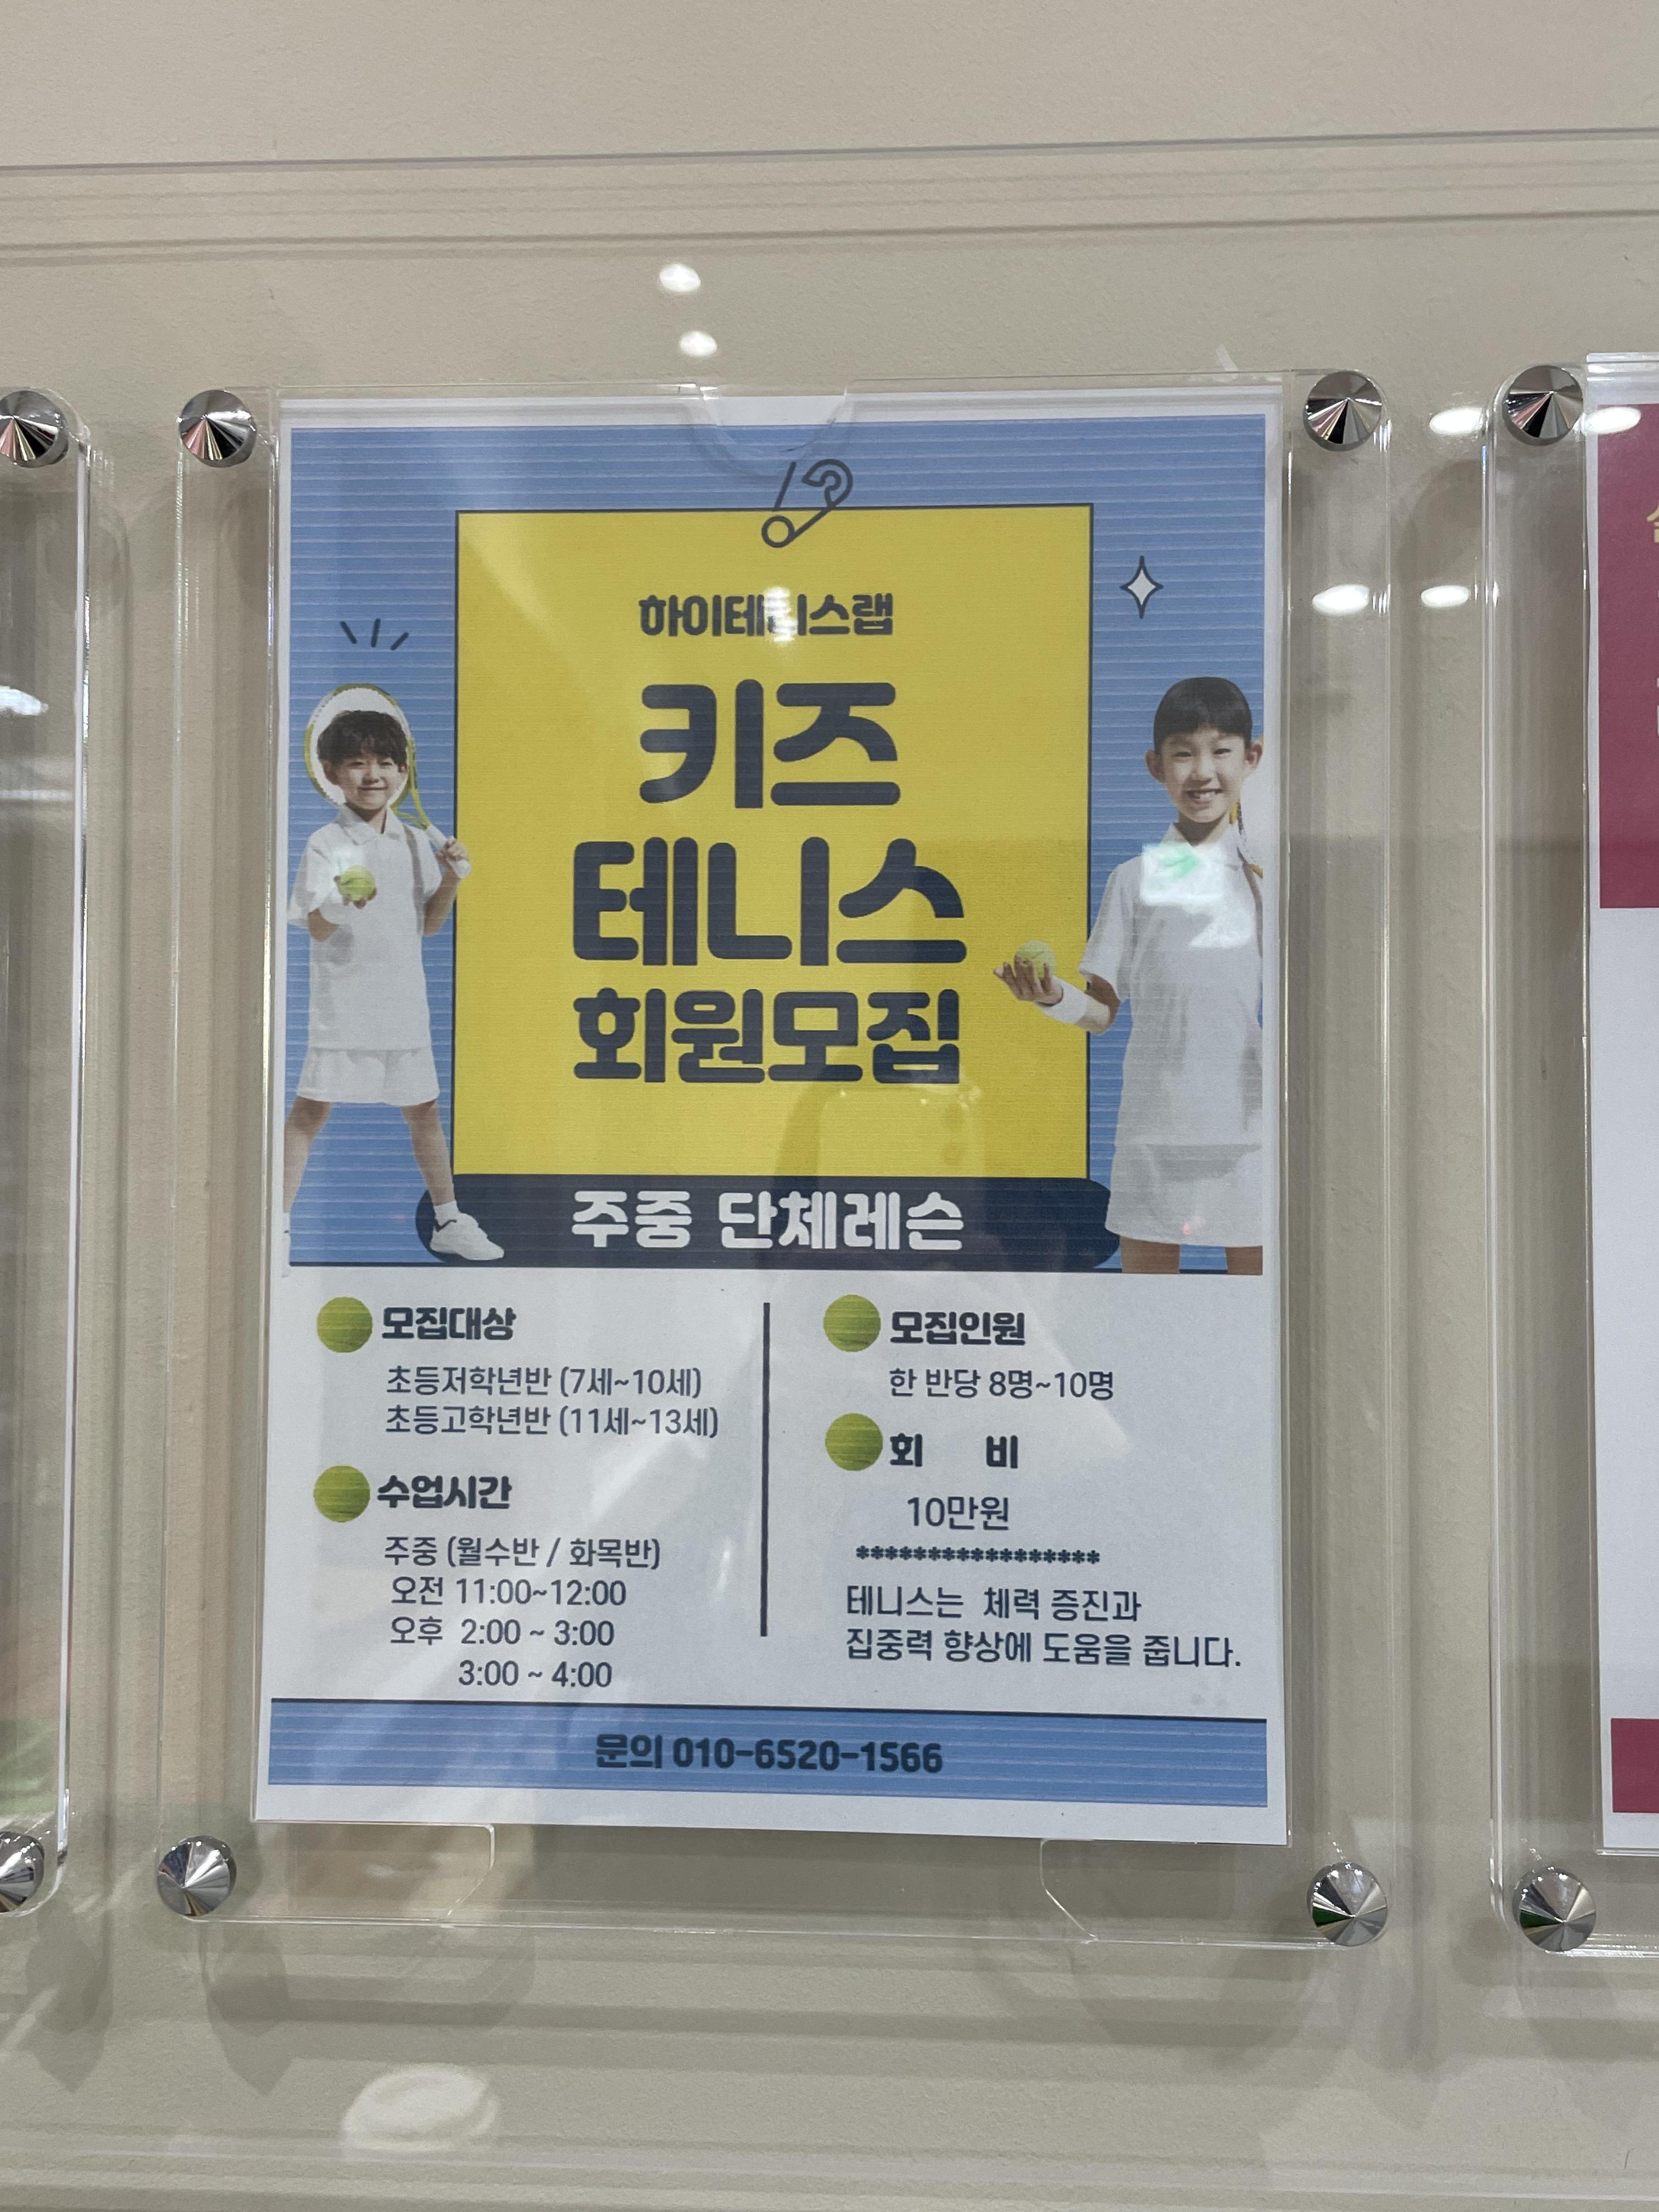 하이테니스랩
키즈
테니스
회원모집
주중 단체레슨
모집대상
초등저학년반 (7세~10세)
초등고학년반 (11세~13세)
수업시간
주중 (월수반 / 화목반)
오전 11:00~12:00
오후 2:00 ~ 3:00
3:00 ~ 4:00
모집인원
한 반당 8명~10명
회 비
10만원
*****************
테니스는 체력 증진과
집중력 향상에 도움을 줍니다.
문의 010-6520-1566